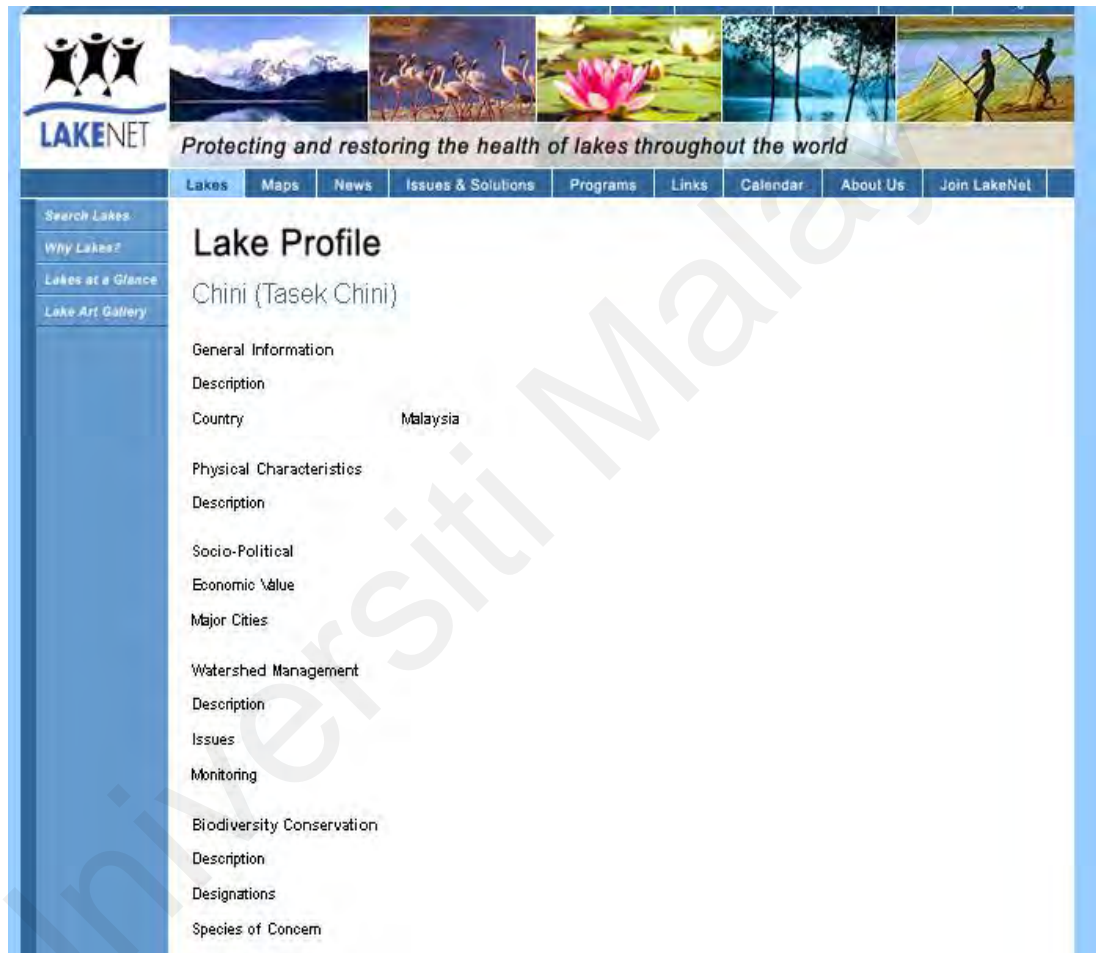 LAKENET
Protecting and restoring the health of lakes throughout the world
Lakes Maps News Issues & Solutions Programs Links Calendar About Us Join LakeNet
Search Lakes
Why Lakes?
Lakes at a Glance
Lake Art Gallery
Lake Profile
Chini (Tasek Chini)
General Information
Description
Country Malaysia
Physical Characteristics
Description
Socio-Political
Economic Value
Major Cities
Watershed Management
Description
Issues
Monitoring
Biodiversity Conservation
Description
Designations
Species of Concern